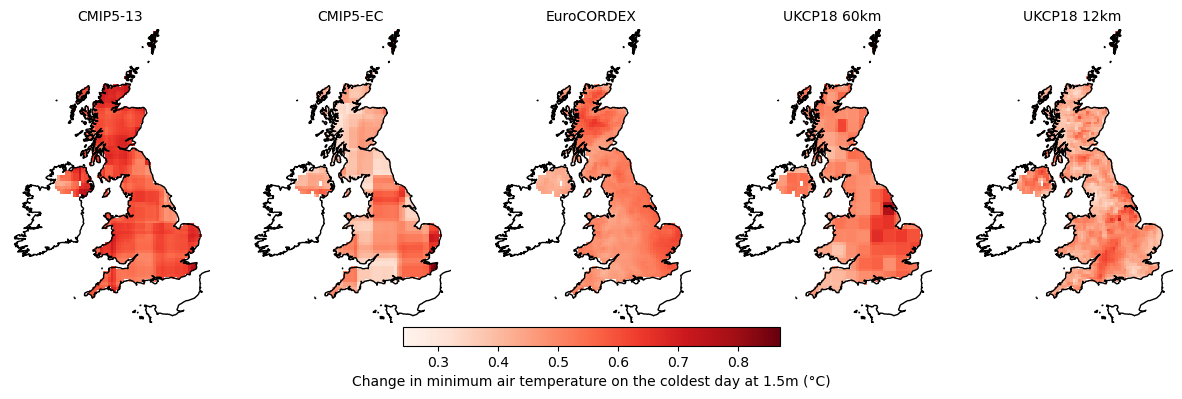 CMIP5-13 CMIP5-EC EuroCORDEX UKCP18 60km UKCP18 12km
0.3 0.4 0.5 0.6 0.7 0.8
Change in minimum air temperature on the coldest day at 1.5m (°C)